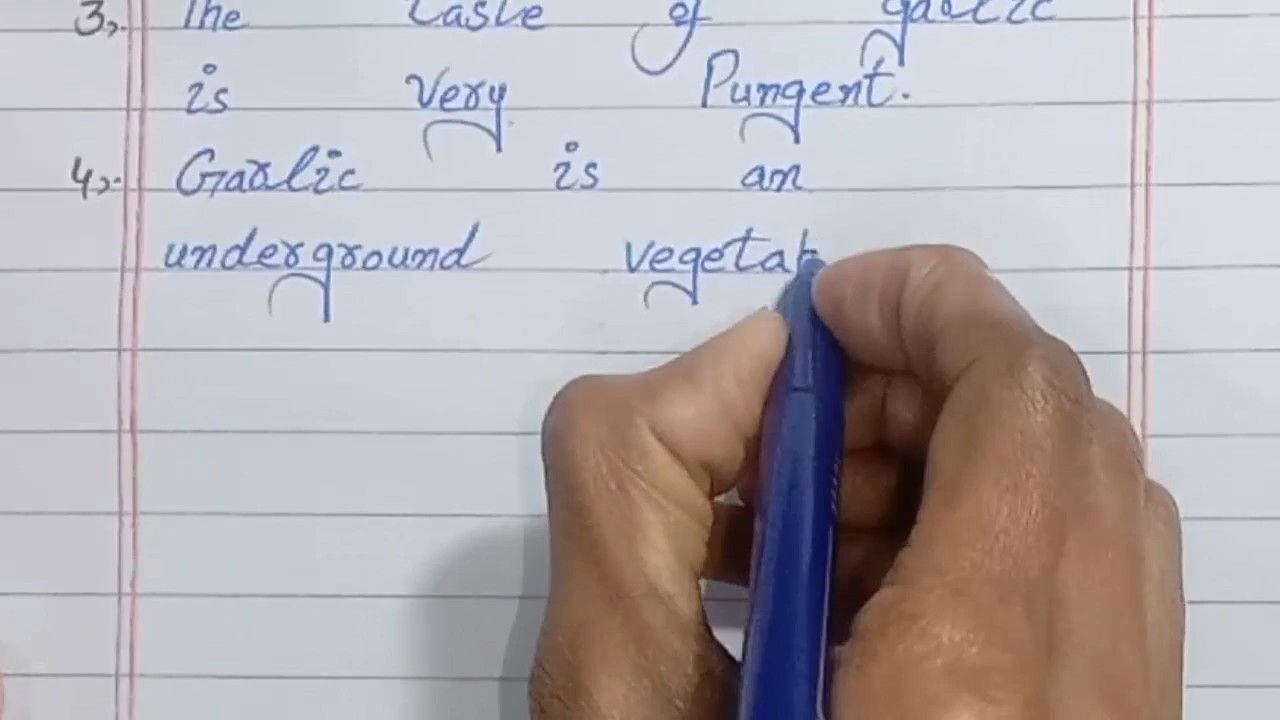 3,. The taste of garlic
is Very Pungent.
4,. Garlic is an
underground vegetab